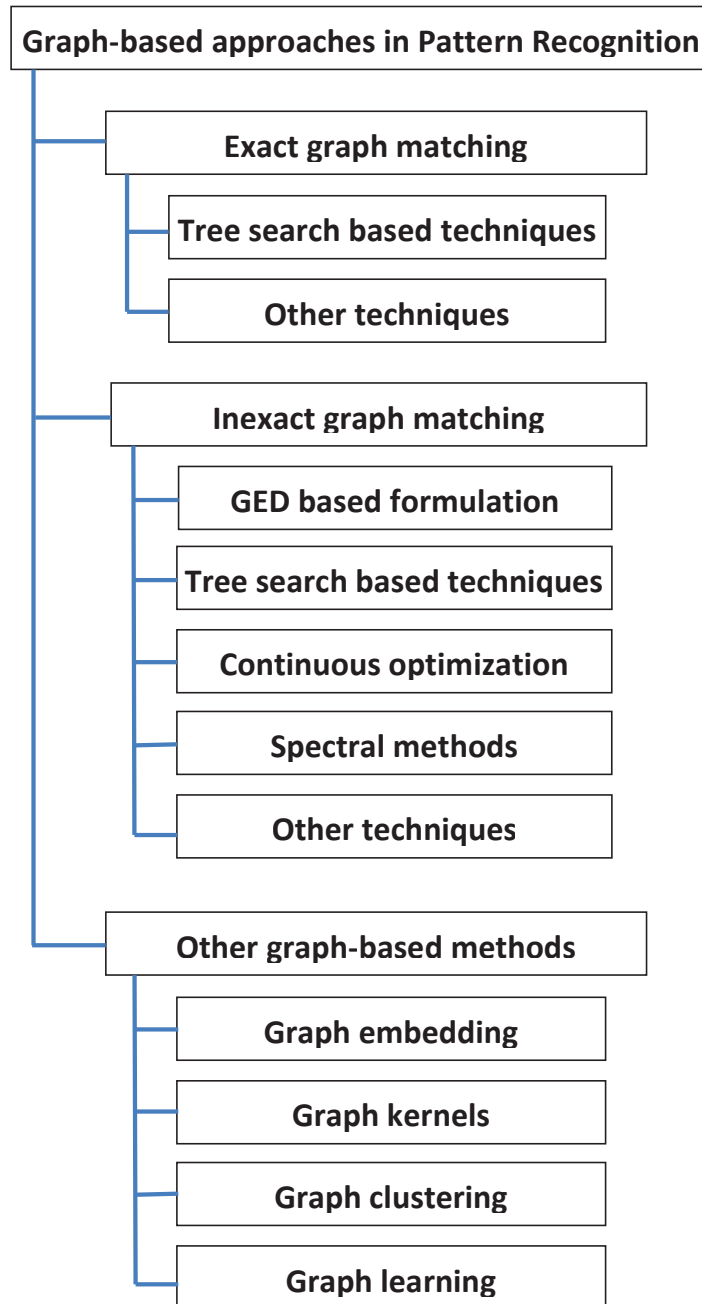 Graph-based approaches in Pattern Recognition
Exact graph matching
Tree search based techniques
Other techniques
Inexact graph matching
GED based formulation
Tree search based techniques
Continuous optimization
Spectral methods
Other techniques
Other graph-based methods
Graph embedding
Graph kernels
Graph clustering
Graph learning